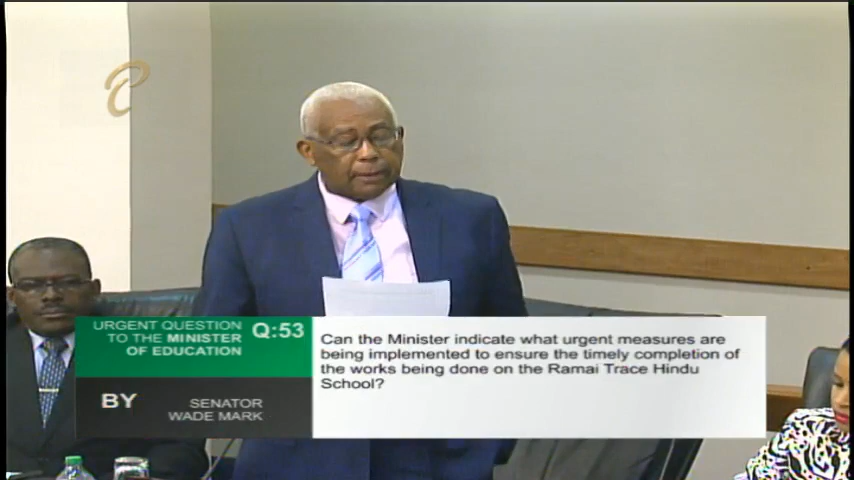 URGENT QUESTION
TO THE MINISTER
OF EDUCATION
Q:53
BY
SENATOR
WADE MARK
Can the Minister indicate what urgent measures are
being implemented to ensure the timely completion of
the works being done on the Ramai Trace Hindu
School?